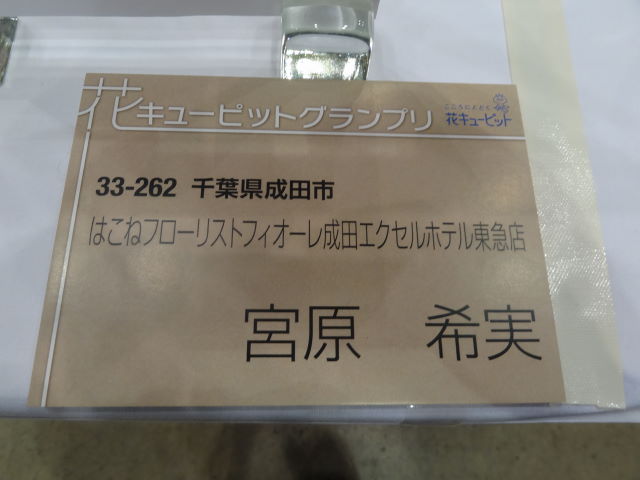 花キューピットグランプリ
こころにとどく
花キューピット
33-262 千葉県成田市
はこねフローリストフィオーレ成田エクセルホテル東急店
宮原 希実